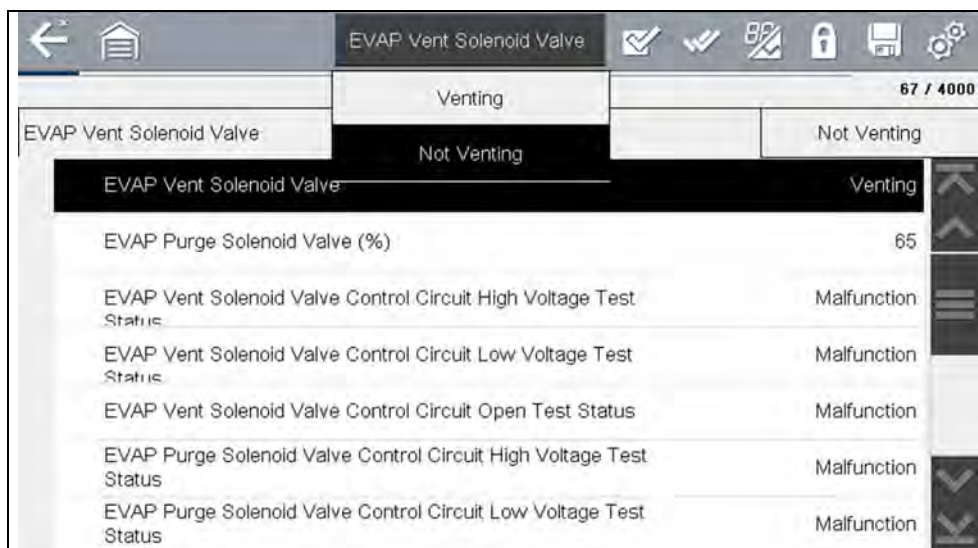 EVAP Vent Solenoid Valve
67 / 4000
Venting
EVAP Vent Solenoid Valve
Not Venting
Not Venting
EVAP Vent Solenoid Valve
Venting
EVAP Purge Solenoid Valve (%)
65
EVAP Vent Solenoid Valve Control Circuit High Voltage Test
Status
Malfunction
EVAP Vent Solenoid Valve Control Circuit Low Voltage Test
Status
Malfunction
EVAP Vent Solenoid Valve Control Circuit Open Test Status
Malfunction
EVAP Purge Solenoid Valve Control Circuit High Voltage Test
Status
Malfunction
EVAP Purge Solenoid Valve Control Circuit Low Voltage Test
Status
Malfunction